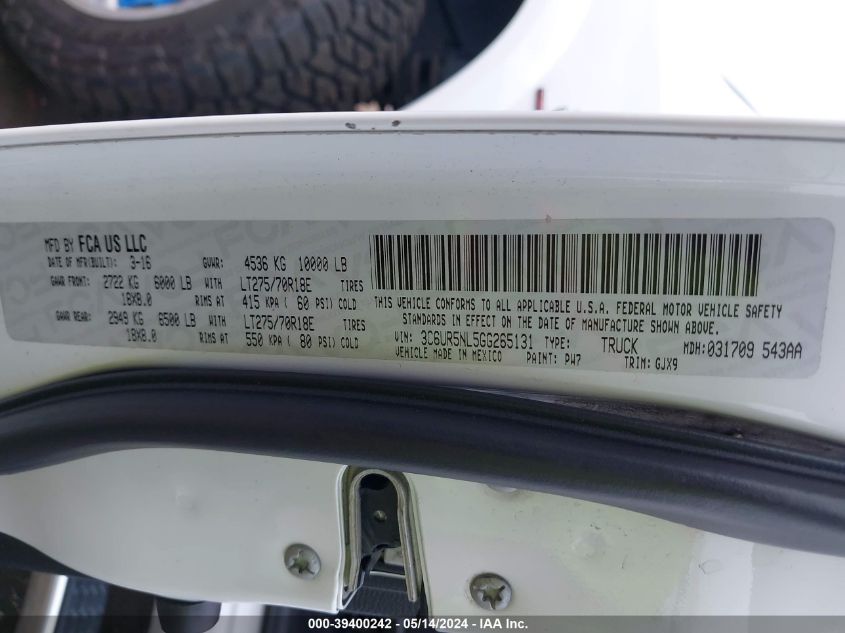 MFD BY FCA US LLC
DATE OF MFR(BUILT): 3-16 GVWR: 4536 KG 10000 LB
GAWR FRONT: 2722 KG 6000 LB WITH LT275/70R18E TIRES
18X8.0 RIMS AT 415 KPA ( 60 PSI) COLD
GAWR REAR: 2949 KG 6500 LB WITH LT275/70R18E TIRES
18X8.0 RIMS AT 550 KPA ( 80 PSI) COLD
THIS VEHICLE CONFORMS TO ALL APPLICABLE U.S.A. FEDERAL MOTOR VEHICLE SAFETY
STANDARDS IN EFFECT ON THE DATE OF MANUFACTURE SHOWN ABOVE.
VIN: 3C6UR5NL5GG265131 TYPE: TRUCK MDH:031709 543AA
VEHICLE MADE IN MEXICO PAINT: PW7 TRIM: GJX9
000-39400242 - 05/14/2024 - IAA Inc.